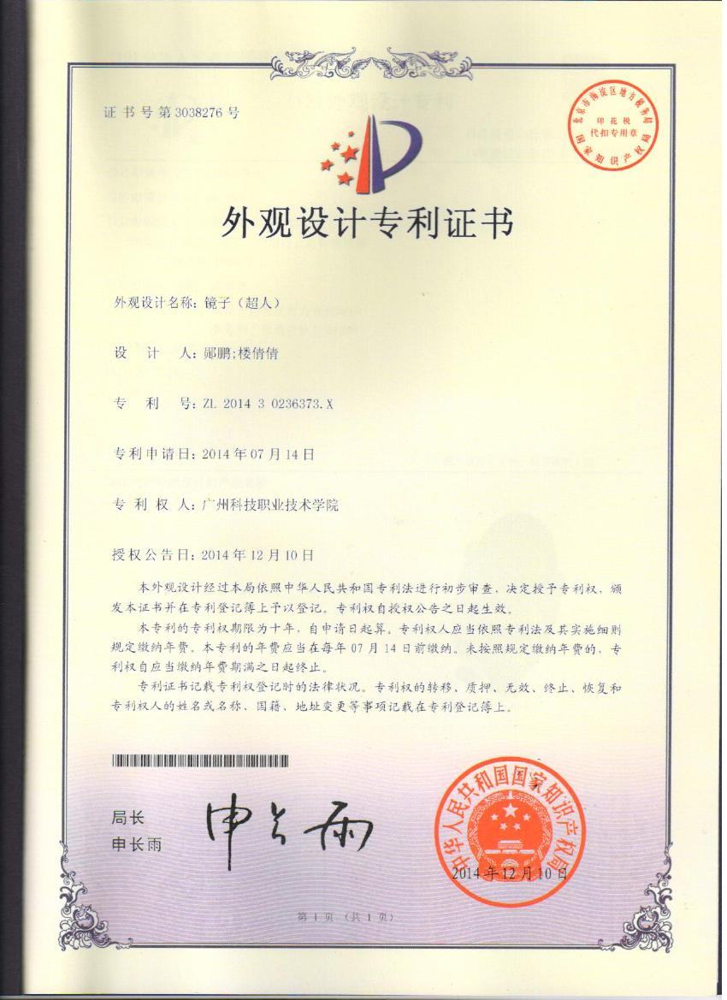 证书号第3038276号
北京市海淀区地方税务局
印花税
代扣专用章
国家知识产权局
外观设计专利证书
外观设计名称：镜子（超人）
设 计 人：郧鹏;楼倩倩
专 利 号：ZL 2014 3 0236373.X
专利申请日：2014年07月14日
专 利 权 人：广州科技职业技术学院
授权公告日：2014年12月10日
本外观设计经过本局依照中华人民共和国专利法进行初步审查，决定授予专利权，颁
发本证书并在专利登记簿上予以登记。专利权自授权公告之日起生效。
本专利的专利权期限为十年，自申请日起算。专利权人应当依照专利法及其实施细则
规定缴纳年费。本专利的年费应当在每年07月14日前缴纳。未按照规定缴纳年费的，专
利权自应当缴纳年费期满之日起终止。
专利证书记载专利权登记时的法律状况。专利权的转移、质押、无效、终止、恢复和
专利权人的姓名或名称、国籍、地址变更等事项记载在专利登记簿上。
局长
申长雨
申长雨
中华人民共和国国家知识产权局
2014年12月10日
第1页（共1页）